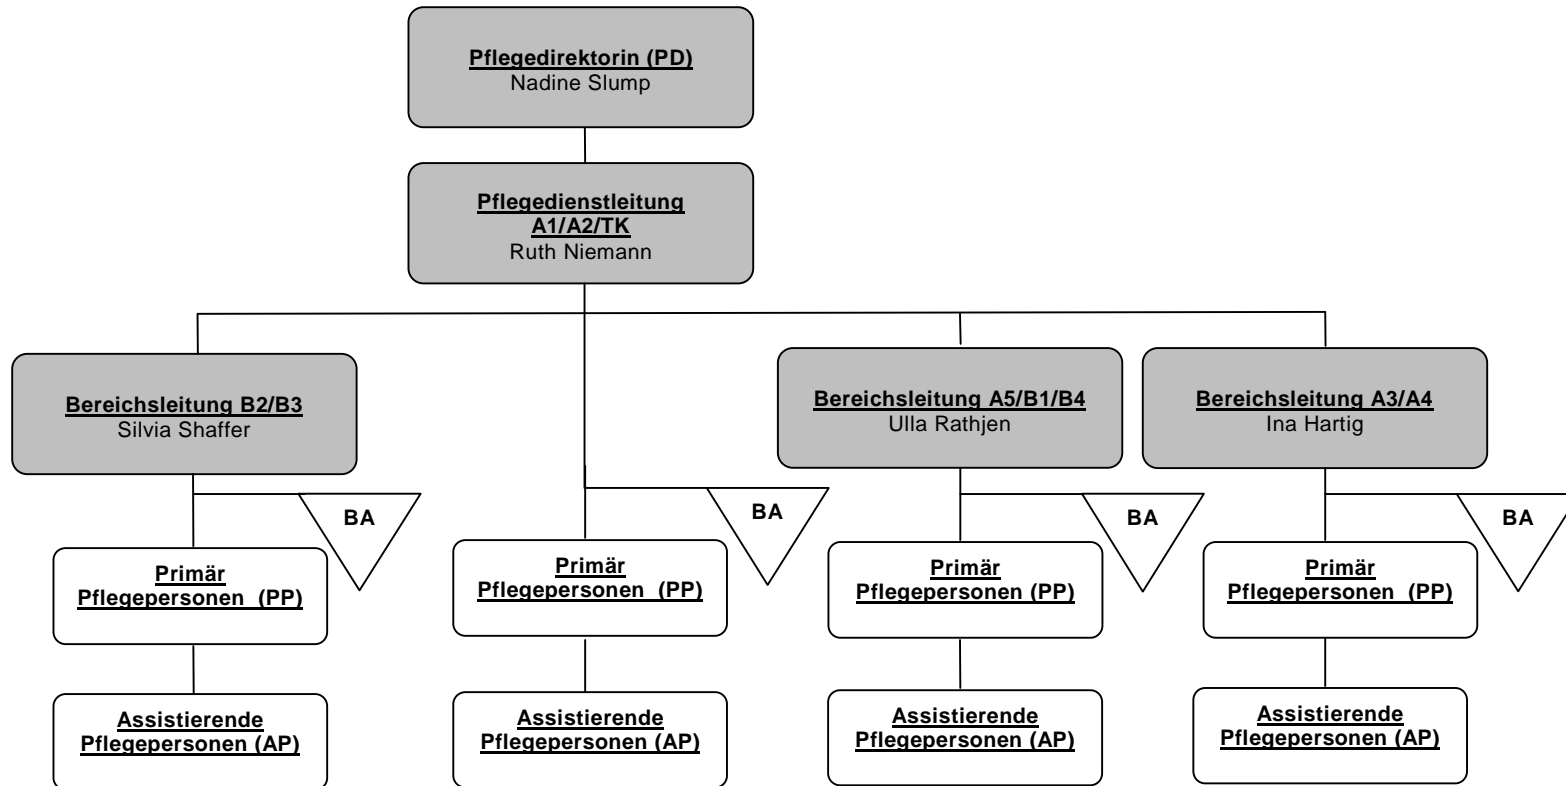 Pflegedirektorin (PD)
Nadine Slump
Pflegedienstleitung
A1/A2/TK
Ruth Niemann
Bereichsleitung B2/B3
Silvia Shaffer
Bereichsleitung A5/B1/B4
Ulla Rathjen
Bereichsleitung A3/A4
Ina Hartig
BA
BA
BA
BA
Primär
Pflegepersonen (PP)
Primär
Pflegepersonen (PP)
Primär
Pflegepersonen (PP)
Primär
Pflegepersonen (PP)
Assistierende
Pflegepersonen (AP)
Assistierende
Pflegepersonen (AP)
Assistierende
Pflegepersonen (AP)
Assistierende
Pflegepersonen (AP)